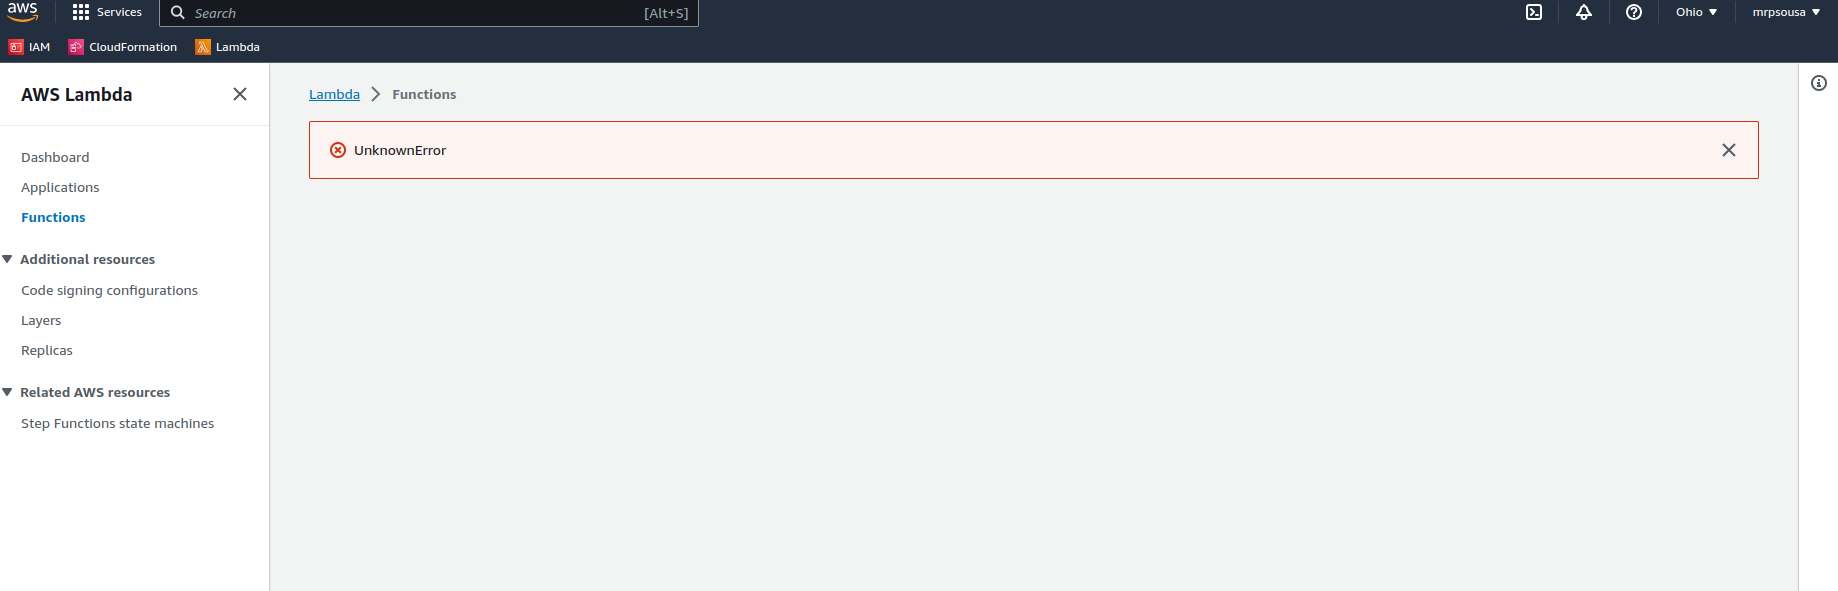 aws
Services
Search
[Alt+S]
Ohio
mrpsousa
IAM
CloudFormation
Lambda
AWS Lambda
Dashboard
Applications
Functions
Additional resources
Code signing configurations
Layers
Replicas
Related AWS resources
Step Functions state machines
Lambda
Functions
UnknownError